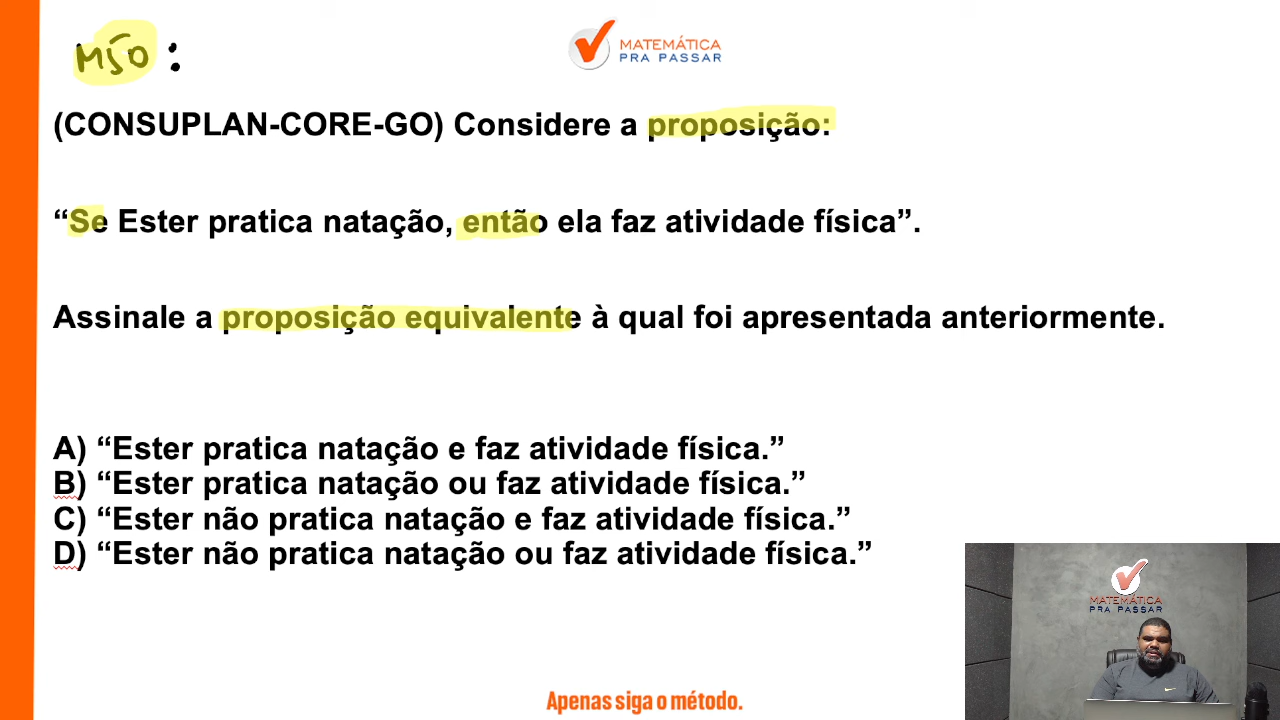 M50 :
MATEMÁTICA
PRA PASSAR
(CONSUPLAN-CORE-GO) Considere a proposição:
“Se Ester pratica natação, então ela faz atividade física”.
Assinale a proposição equivalente à qual foi apresentada anteriormente.
A) “Ester pratica natação e faz atividade física.”
B) “Ester pratica natação ou faz atividade física.”
C) “Ester não pratica natação e faz atividade física.”
D) “Ester não pratica natação ou faz atividade física.”
MATEMÁTICA
PRA PASSAR
Apenas siga o método.